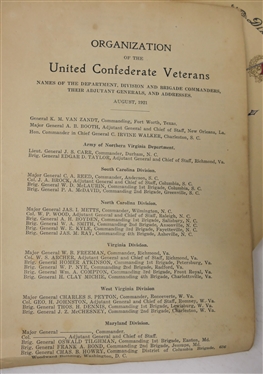 ORGANIZATION
OF THE
United Confederate Veterans
NAMES OF THE DEPARTMENT, DIVISION AND BRIGADE COMMANDERS,
THEIR ADJUTANT GENERALS, AND ADDRESSES.
AUGUST, 1921
General K. M. VAN ZANDY, Commanding, Fort Worth, Texas.
Major General A. B. BOOTH, Adjutant General and Chief of Staff, New Orleans, La.
Hon. Commander in Chief General C. IRVINE WALKER, Charleston, S. C.
Army of Northern Virginia Department.
Lieut. General J. S. CARR, Commander, Durham, N. C.
Brig. General EDGAR D. TAYLOR, Adjutant General and Chief of Staff, Richmond, Va.
South Carolina Division.
Major General C. A. REED, Commander, Anderson, S. C.
Col. J. A. BROCK, Adjutant General and Chief of Staff, S. C.
Brig. General W. D. McLAURIN, Commanding 1st Brigade, Columbia, S. C.
Brig. General P. A. McDAVID, Commanding 2nd Brigade, Greenville, S. C.
North Carolina Division.
Major General JAS. I. METTS, Commander, Wilmington, N. C.
Col. W. P. WOOD, Adjutant General and Chief of Staff, Raleigh, N. C.
Brig. General A. H. BOYDEN, Commanding 1st Brigade, Salisbury, N. C.
Brig. General W. A. SMITH, Commanding 2nd Brigade, Ansonville, N. C.
Brig. General W. C. KYLE, Commanding 3rd Brigade, Fayetteville, N. C.
Brig. General JAS. M. RAY, Commanding 4th Brigade, Asheville, N. C.
Virginia Division.
Major General W. B. FREEMAN, Commander, Richmond, Va.
Col. W. S. ARCHER, Adjutant General and Chief of Staff, Richmond, Va.
Brig. General HOMER ATKINSON, Commanding 1st Brigade, Petersburg, Va.
Brig. General W. F. NYE, Commanding 2nd Brigade, Radford, Va.
Brig. General Wm. A. COMPTON, Commanding 3rd Brigade, Front Royal, Va.
Brig. General H. CLAY MICHIE, Commanding 4th Brigade, Charlottesville, Va.
West Virginia Division
Major General CHARLES S. PEYTON, Commander, Ronceverte, W. Va.
Col. GEO. H. JOHNSTON, Adjutant General and Chief of Staff, W. Va.
Brig. General THOS. H. DENNIS, Commanding 1st Brigade, Lewisburg, W. Va.
Brig. General J. Z. McCHESNEY, Commanding 2nd Brigade, Charleston, W. Va.
Maryland Division.
Major General Commander.
Adjutant General and Chief of Staff.
Brig. General OSWALD TILGHMAN, Commanding 1st Brigade, Easton, Md.
Brig. General FRANK A. BOND, Commanding 2nd Brigade, Jessups, Md.
Brig. General CHAS. B. HOWRY, Commanding District of Columbia Brigade,
Washington, D. C.